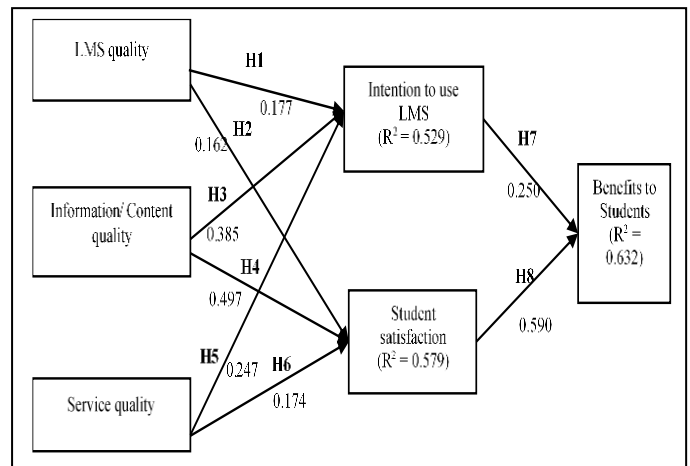 LMS quality
H1
0.177
Intention to use
LMS
(R² = 0.529)
H2
0.162
H7
0.250
Information/ Content
quality
H3
0.385
Benefits to
Students
(R² =
0.632)
H4
0.497
H8
0.590
Student
satisfaction
(R² = 0.579)
H5
0.247
H6
0.174
Service quality